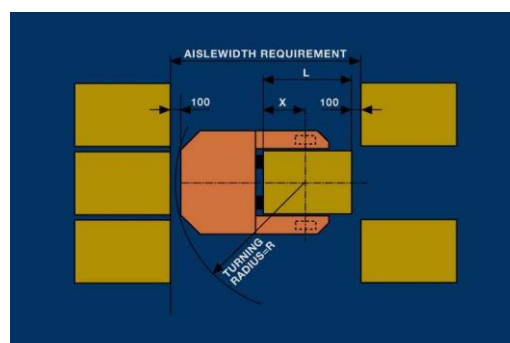 AISLEWIDTH REQUIREMENT
L
100
X
100
TURNING
RADIUS=R